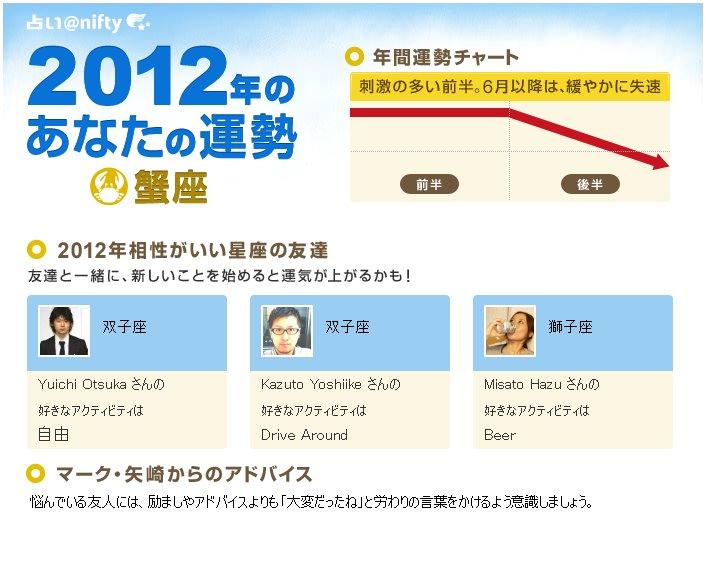 占い@nifty
2012年の
あなたの運勢
蟹座
年間運勢チャート
刺激の多い前半。6月以降は、緩やかに失速
前半
後半
2012年相性がいい星座の友達
友達と一緒に、新しいことを始めると運気が上がるかも!
双子座
Yuichi Otsuka さんの
好きなアクティビティは
自由
双子座
Kazuto Yoshiike さんの
好きなアクティビティは
Drive Around
獅子座
Misato Hazu さんの
好きなアクティビティは
Beer
マーク・矢崎からのアドバイス
悩んでいる友人には、励ましやアドバイスよりも「大変だったね」と労わりの言葉をかけるよう意識しましょう。